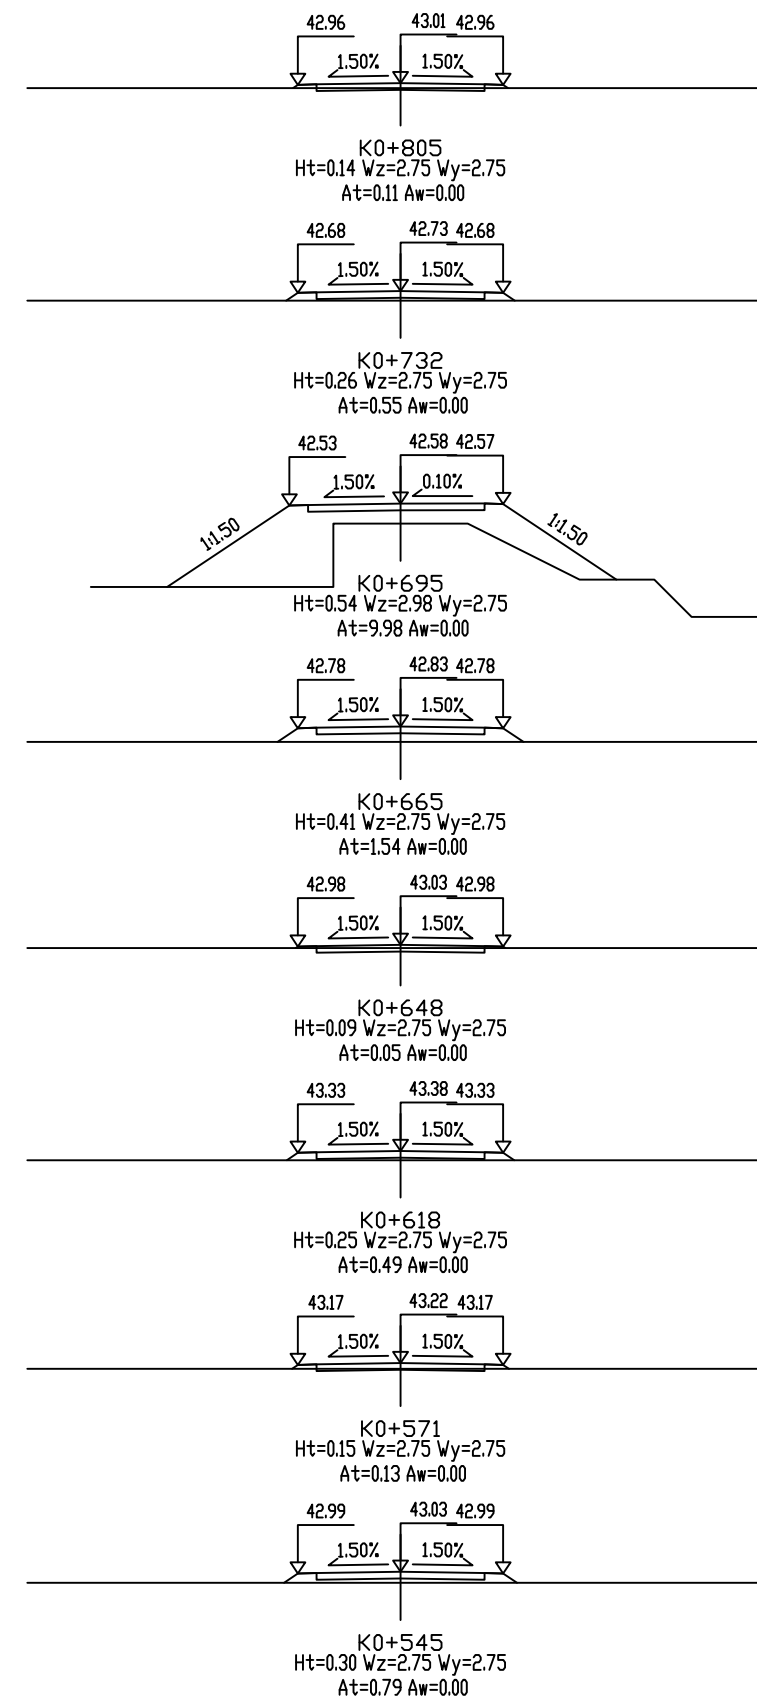 42.96 43.01 42.96
1.50% 1.50%
K0+805
Ht=0.14 Wz=2.75 Wy=2.75
At=0.11 Aw=0.00
42.68 42.73 42.68
1.50% 1.50%
K0+732
Ht=0.26 Wz=2.75 Wy=2.75
At=0.55 Aw=0.00
42.53 42.58 42.57
1.50% 0.10%
1:1.50 1:1.50
K0+695
Ht=0.54 Wz=2.98 Wy=2.75
At=9.98 Aw=0.00
42.78 42.83 42.78
1.50% 1.50%
K0+665
Ht=0.41 Wz=2.75 Wy=2.75
At=1.54 Aw=0.00
42.98 43.03 42.98
1.50% 1.50%
K0+648
Ht=0.09 Wz=2.75 Wy=2.75
At=0.05 Aw=0.00
43.33 43.38 43.33
1.50% 1.50%
K0+618
Ht=0.25 Wz=2.75 Wy=2.75
At=0.49 Aw=0.00
43.17 43.22 43.17
1.50% 1.50%
K0+571
Ht=0.15 Wz=2.75 Wy=2.75
At=0.13 Aw=0.00
42.99 43.03 42.99
1.50% 1.50%
K0+545
Ht=0.30 Wz=2.75 Wy=2.75
At=0.79 Aw=0.00